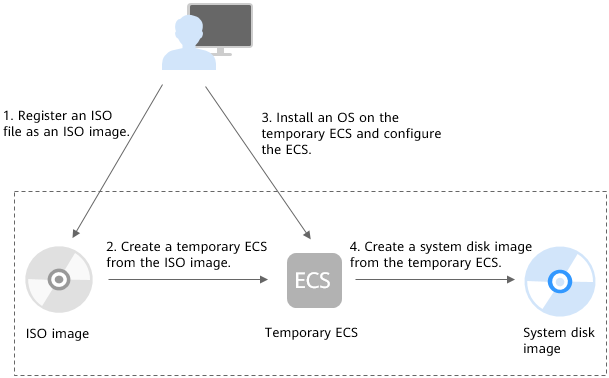 1. Register an ISO
file as an ISO image.
3. Install an OS on the
temporary ECS and configure
the ECS.
2. Create a temporary ECS
from the ISO image.
4. Create a system disk image
from the temporary ECS.
ECS
ISO image
Temporary ECS
System disk
image